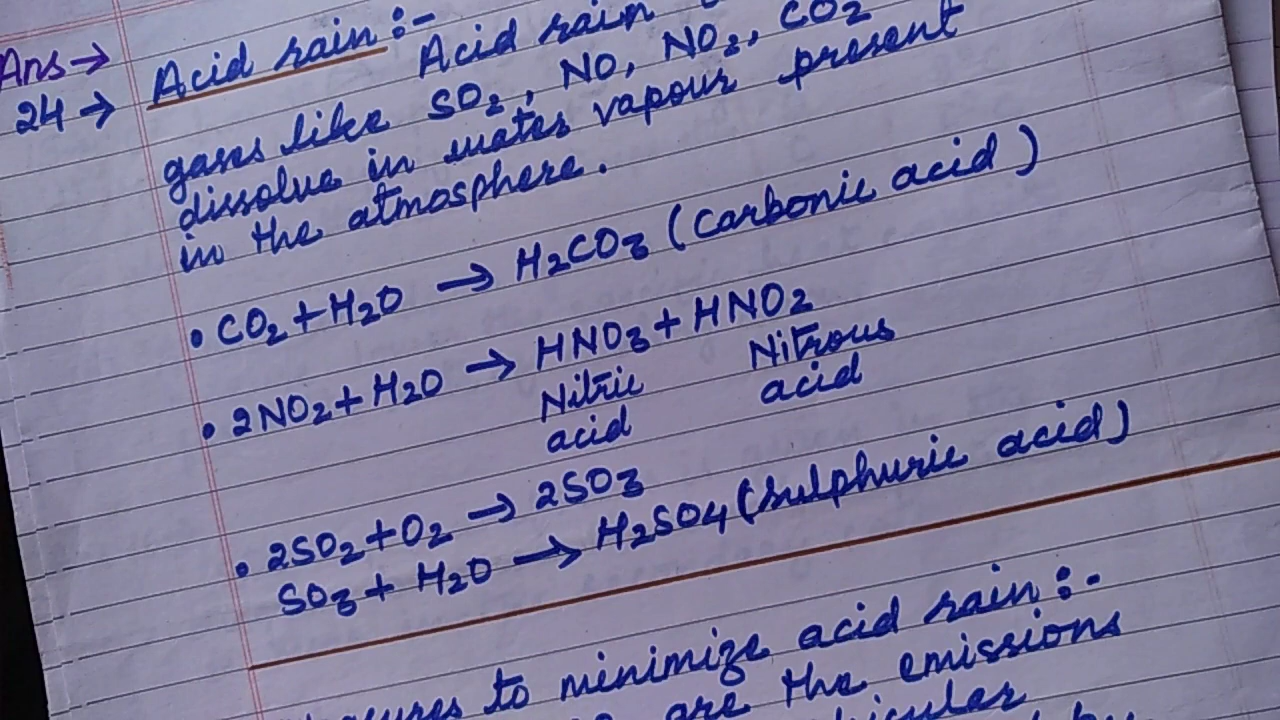 Ans →
24 → Acid rain :- Acid rain
gases like SO2, NO, NO2, CO2
dissolve in water vapour present
in the atmosphere.
• CO2 + H2O → H2CO3 (Carbonic acid)
• 2NO2 + H2O → HNO3 + HNO2
Nitric Nitrous
acid acid
• 2SO2 + O2 → 2SO3
SO3 + H2O → H2SO4 (Sulphuric acid)
to minimize acid rain :-
are the emissions